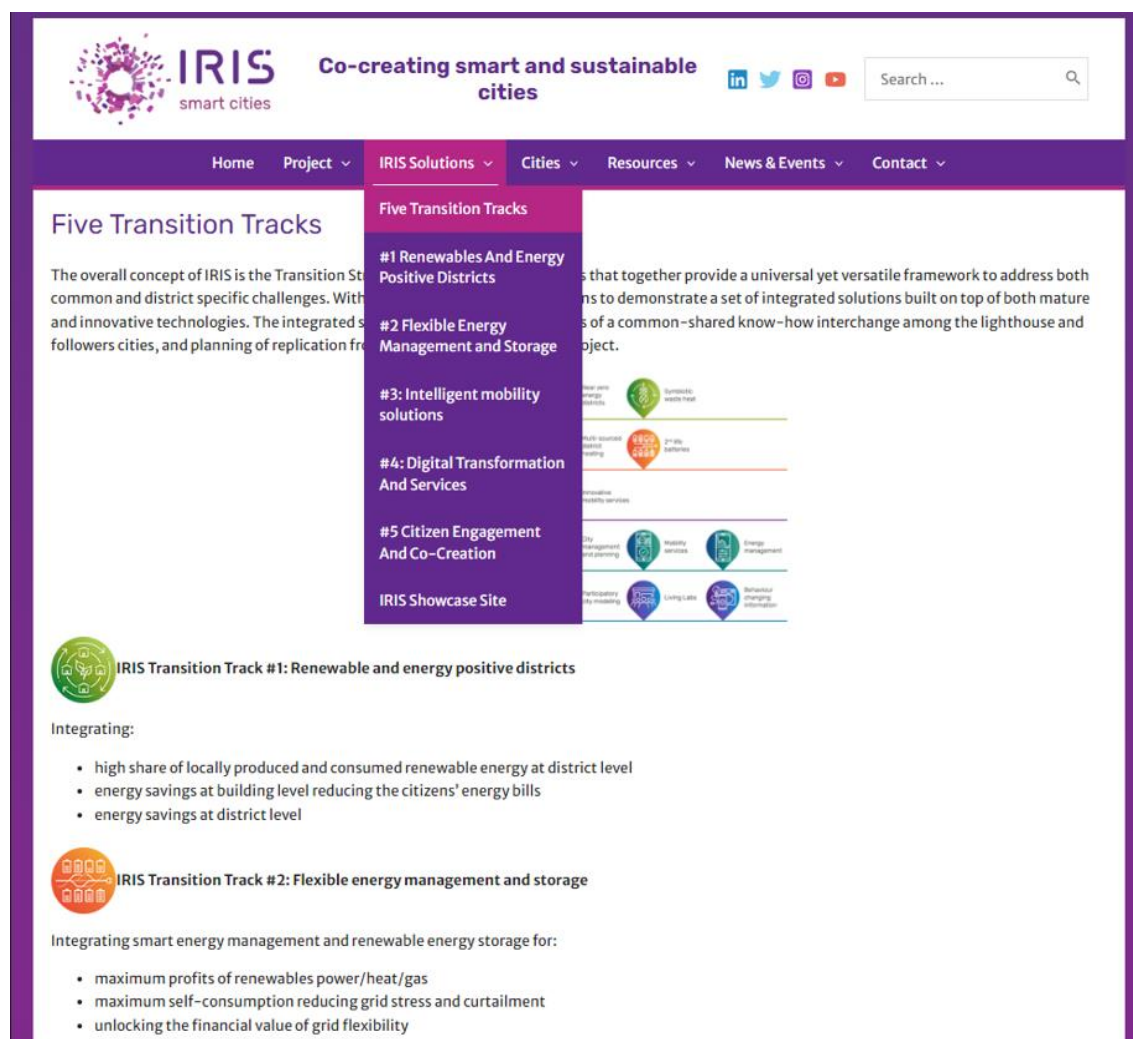 IRIS
smart cities
Co-creating smart and sustainable
cities
Search ...
Home Project IRIS Solutions Cities Resources News & Events Contact
Five Transition Tracks
#1 Renewables And Energy
Positive Districts
#2 Flexible Energy
Management and Storage
#3: Intelligent mobility
solutions
#4: Digital Transformation
And Services
#5 Citizen Engagement
And Co-Creation
IRIS Showcase Site
Five Transition Tracks
The overall concept of IRIS is the Transition s that together provide a universal yet versatile framework to address both
common and district specific challenges. With ns to demonstrate a set of integrated solutions built on top of both mature
and innovative technologies. The integrated s s of a common-shared know-how interchange among the lighthouse and
followers cities, and planning of replication oject.
Near zero
energy
districts
Symbiotic
waste heat
Multi-sourced
district
heating
2nd life
batteries
Innovative
mobility services
City
management
and planning
Mobility
services
Energy
management
Participatory
city modeling
Living Labs
Behaviour
changing
information
IRIS Transition Track #1: Renewable and energy positive districts
Integrating:
• high share of locally produced and consumed renewable energy at district level
• energy savings at building level reducing the citizens' energy bills
• energy savings at district level
IRIS Transition Track #2: Flexible energy management and storage
Integrating smart energy management and renewable energy storage for:
• maximum profits of renewables power/heat/gas
• maximum self-consumption reducing grid stress and curtailment
• unlocking the financial value of grid flexibility